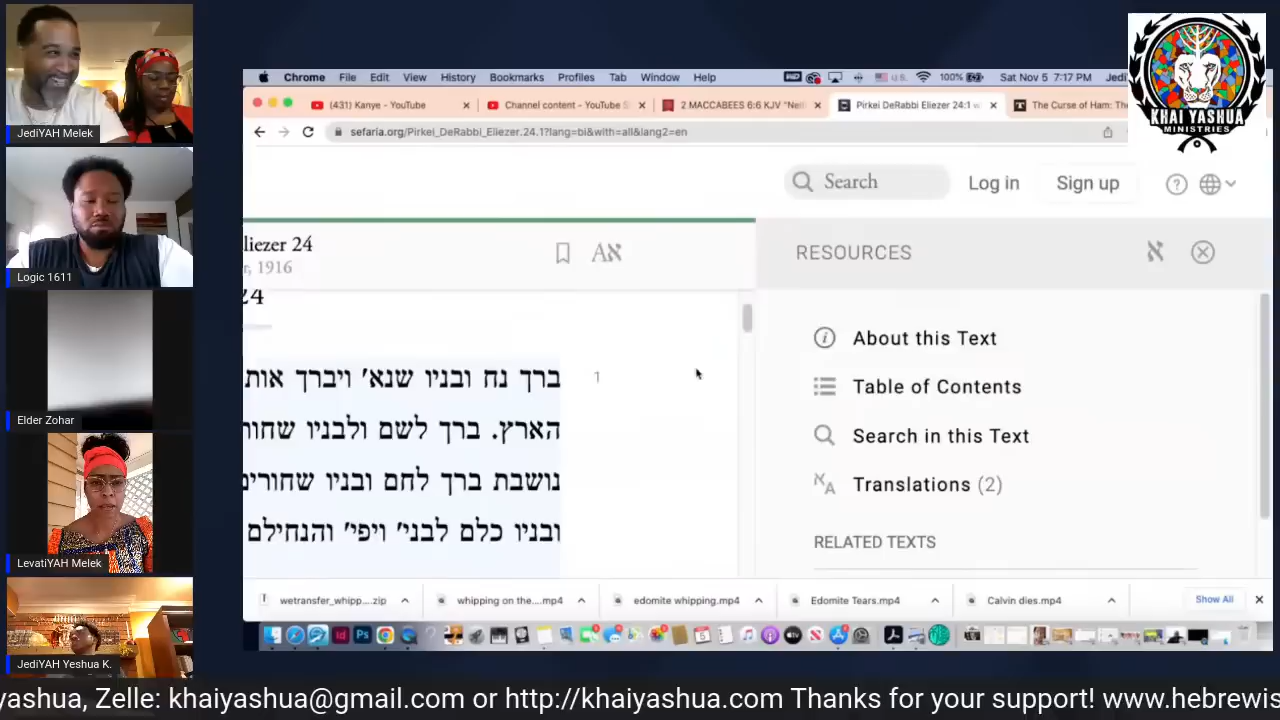 JediYAH Melek
Logic 1611
Elder Zohar
LevatiYAH Melek
JediYAH Yeshua K.
KHAI YASHUA
MINISTRIES
Chrome File Edit View History Bookmarks Profiles Tab Window Help
U.S. 100% Sat Nov 5 7:17 PM Jedi
(431) Kanye - YouTube
Channel content - YouTube S
2 MACCABEES 6:6 KJV "Nei
Pirkei DeRabbi Eliezer 24:1 w
The Curse of Ham: The
sefaria.org/Pirkei_DeRabbi_Eliezer.24.1?lang=bi&with=all&lang2=en
Search Log in Sign up
liezer 24
r, 1916
Aא
24
ברך נח ובניו שנא׳ ויברך אות
הארץ. ברך לשם ולבניו שחור
נושבת ברך לחם ובניו שחורים
ובניו כלם לבני׳ ויפי׳ והנחילם
RESOURCES א
About this Text
Table of Contents
Search in this Text
Translations (2)
RELATED TEXTS
wetransfer_whipp....zip
whipping on the....mp4
edomite whipping.mp4
Edomite Tears.mp4
Calvin dies.mp4
Show All
yashua, Zelle: khaiyashua@gmail.com or http://khaiyashua.com Thanks for your support! www.hebrewis